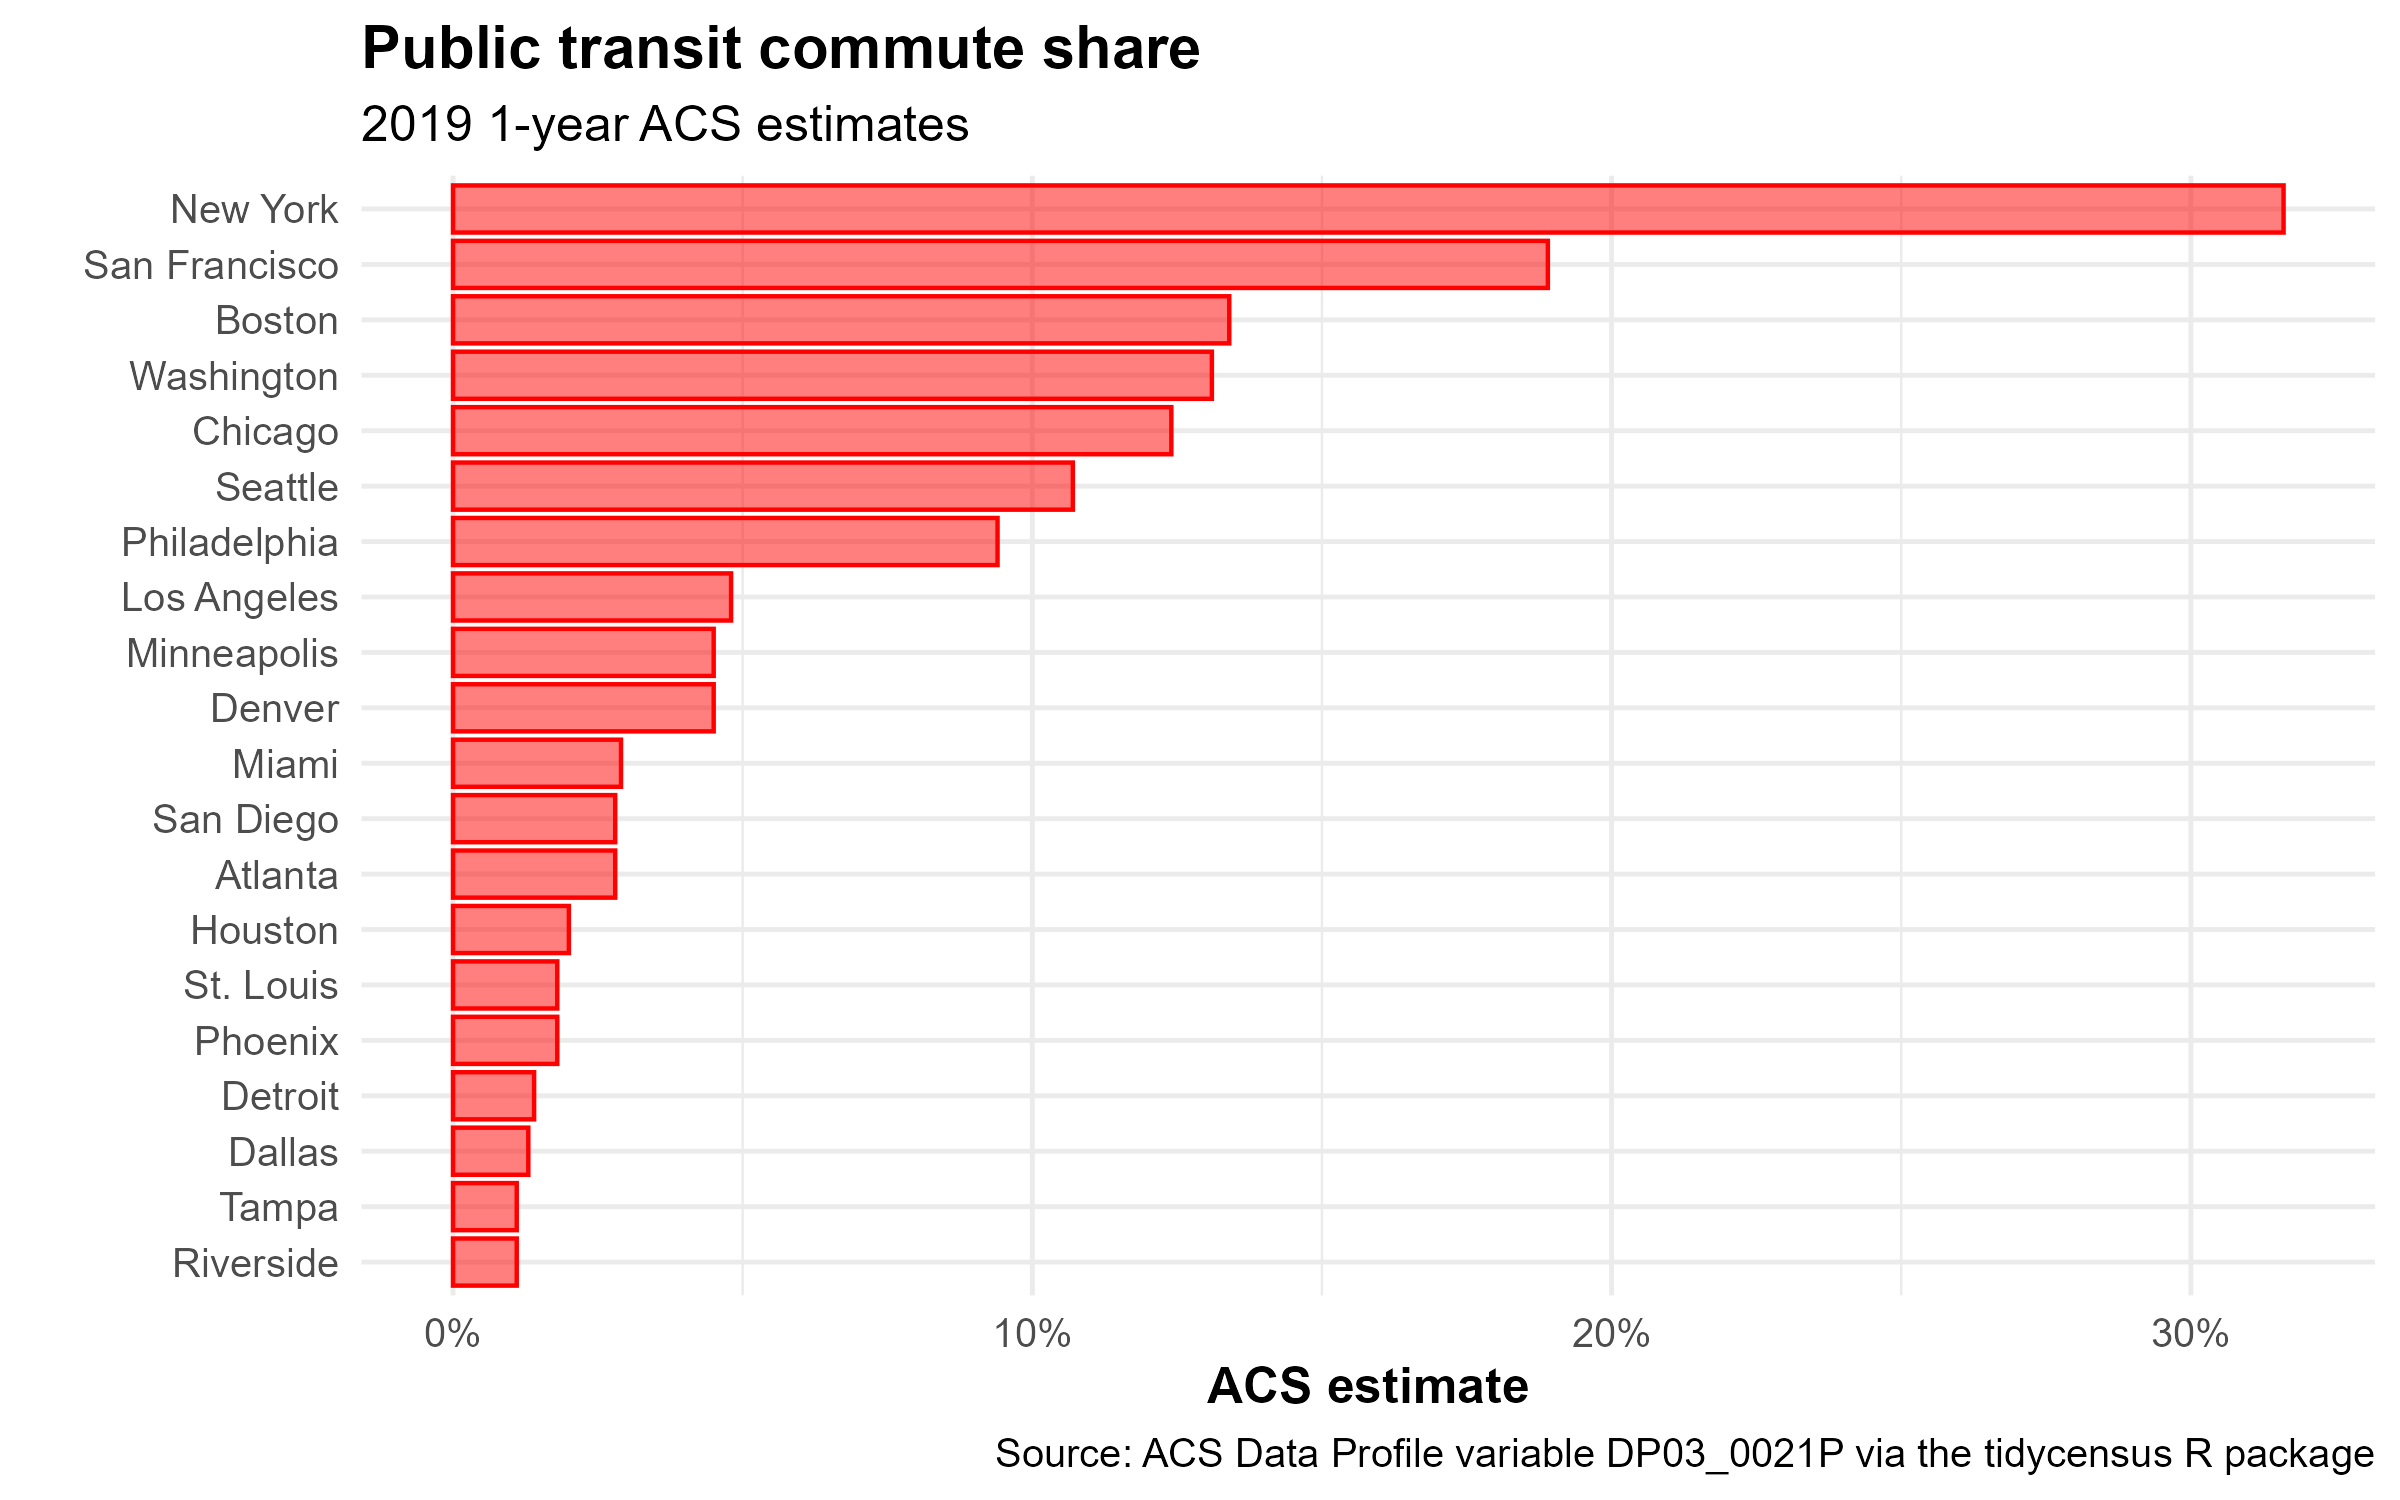 Public transit commute share
2019 1-year ACS estimates
New York
San Francisco
Boston
Washington
Chicago
Seattle
Philadelphia
Los Angeles
Minneapolis
Denver
Miami
San Diego
Atlanta
Houston
St. Louis
Phoenix
Detroit
Dallas
Tampa
Riverside
0% 10% 20% 30%
ACS estimate
Source: ACS Data Profile variable DP03_0021P via the tidycensus R package